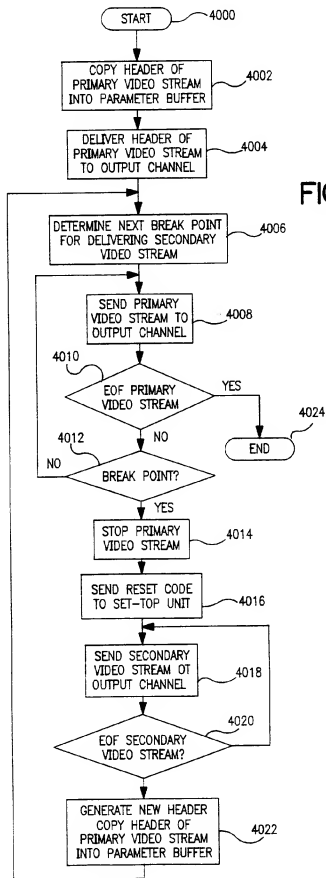 START
4000
COPY HEADER OF
PRIMARY VIDEO STREAM
INTO PARAMETER BUFFER
4002
DELIVER HEADER OF
PRIMARY VIDEO STREAM
TO OUTPUT CHANNEL
4004
FIG
DETERMINE NEXT BREAK POINT
FOR DELIVERING SECONDARY
VIDEO STREAM
4006
SEND PRIMARY
VIDEO STREAM TO
OUTPUT CHANNEL
4008
4010
EOF PRIMARY
VIDEO STREAM
YES
4024
END
NO
4012
NO
BREAK POINT?
YES
STOP PRIMARY
VIDEO STREAM
4014
SEND RESET CODE
TO SET-TOP UNIT
4016
SEND SECONDARY
VIDEO STREAM OT
OUTPUT CHANNEL
4018
4020
EOF SECONDARY
VIDEO STREAM?
GENERATE NEW HEADER
COPY HEADER OF
PRIMARY VIDEO STREAM
INTO PARAMETER BUFFER
4022